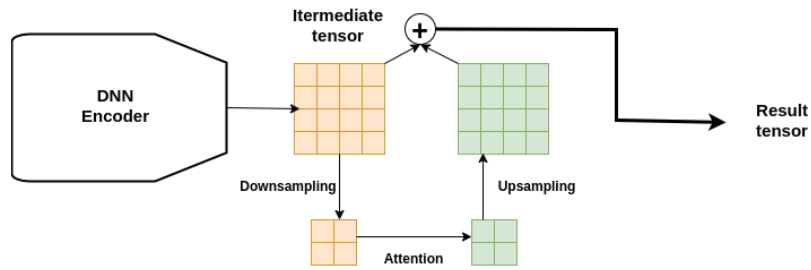 Itermediate
tensor
+
DNN
Encoder
Result
tensor
Downsampling
Upsampling
Attention